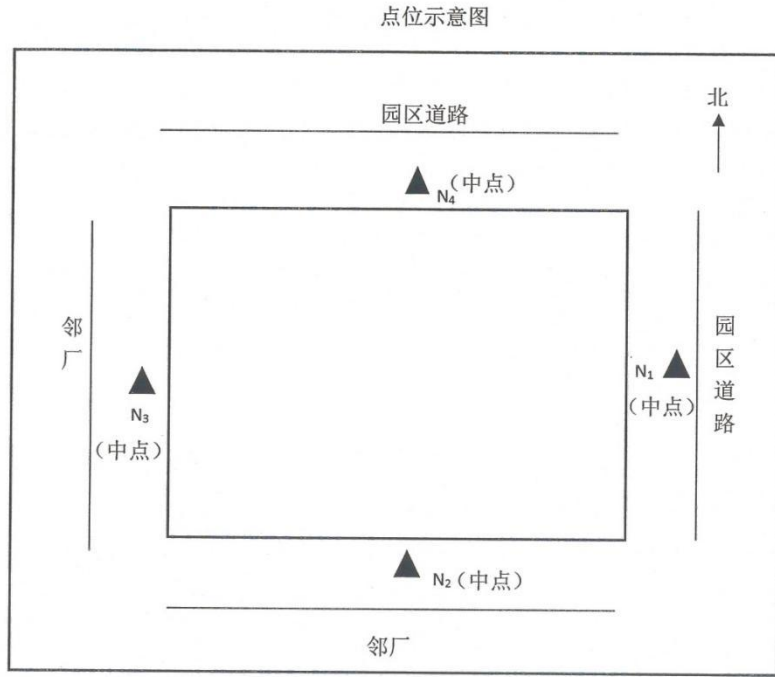 点位示意图
园区道路
北
N₄（中点）
邻
厂
园
区
道
路
N₁
（中点）
N₃
（中点）
N₂（中点）
邻厂